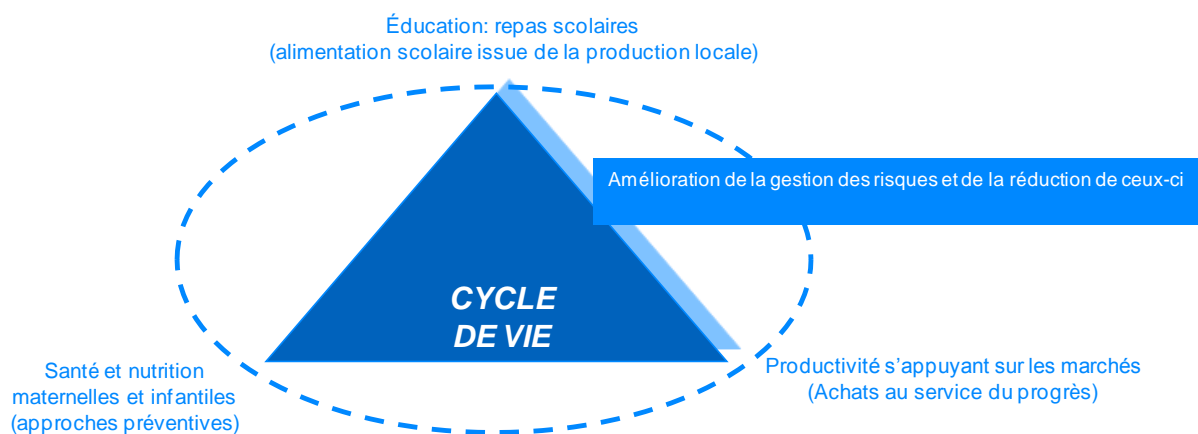 Éducation: repas scolaires
(alimentation scolaire issue de la production locale)
Amélioration de la gestion des risques et de la réduction de ceux-ci
CYCLE
DE VIE
Santé et nutrition
maternelles et infantiles
(approches préventives)
Productivité s’appuyant sur les marchés
(Achats au service du progrès)